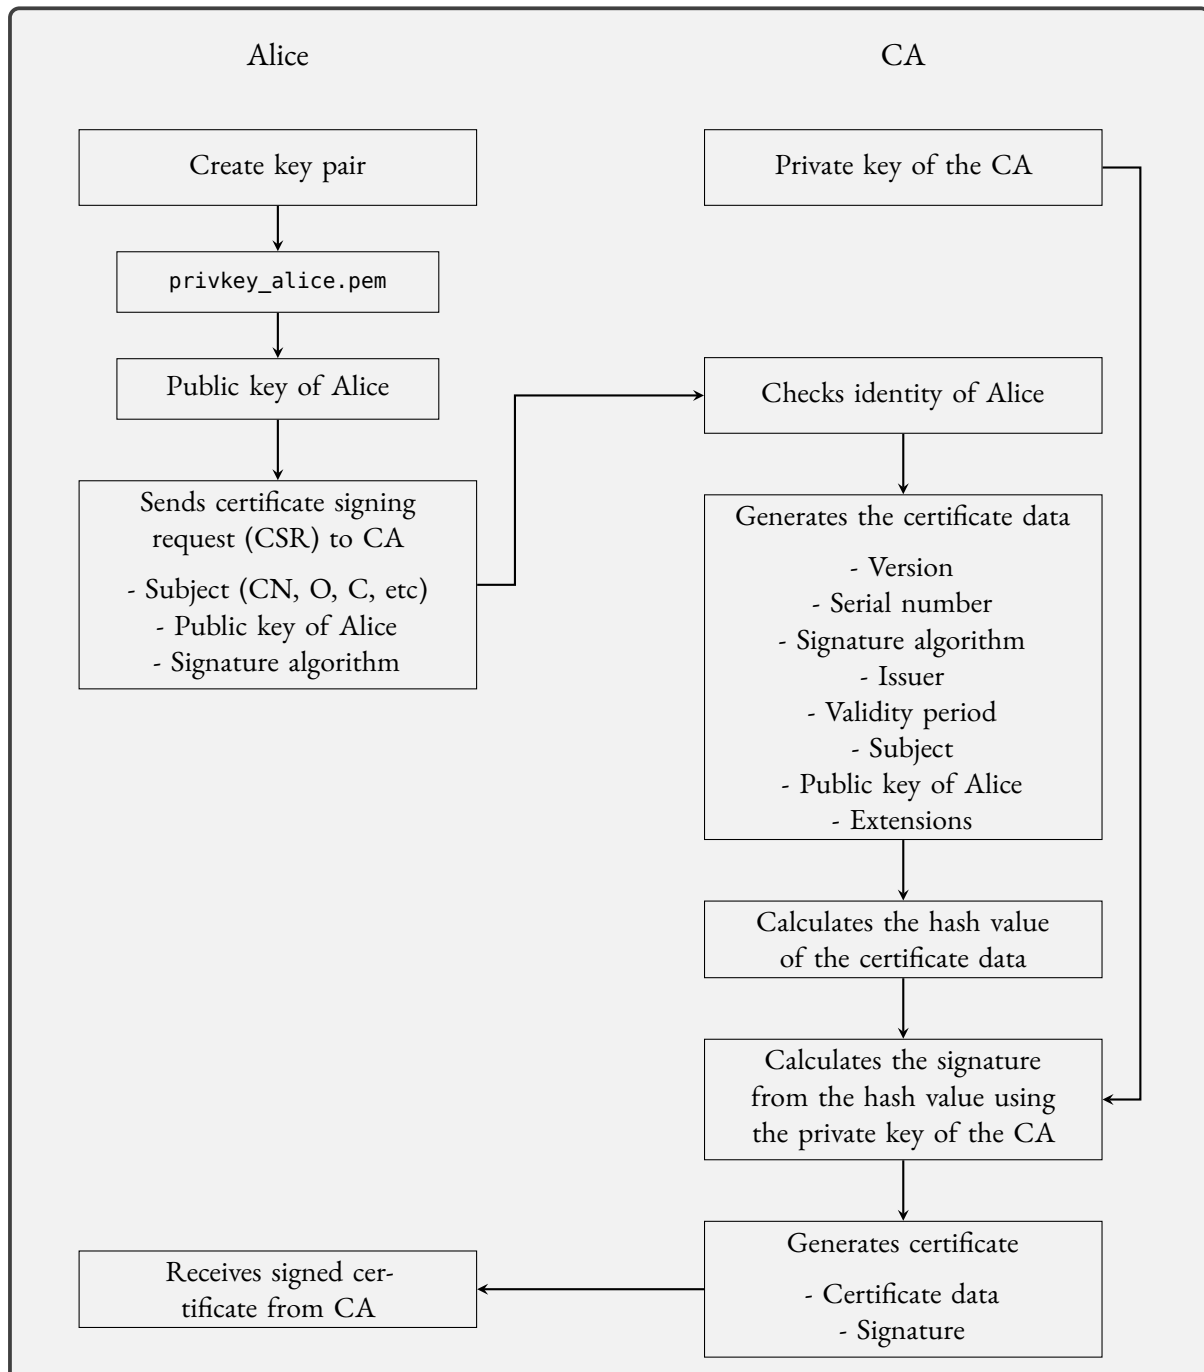 Alice
CA
Create key pair
Private key of the CA
privkey_alice.pem
Public key of Alice
Checks identity of Alice
Sends certificate signing
request (CSR) to CA
- Subject (CN, O, C, etc)
- Public key of Alice
- Signature algorithm
Generates the certificate data
- Version
- Serial number
- Signature algorithm
- Issuer
- Validity period
- Subject
- Public key of Alice
- Extensions
Calculates the hash value
of the certificate data
Calculates the signature
from the hash value using
the private key of the CA
Generates certificate
- Certificate data
- Signature
Receives signed cer-
tificate from CA